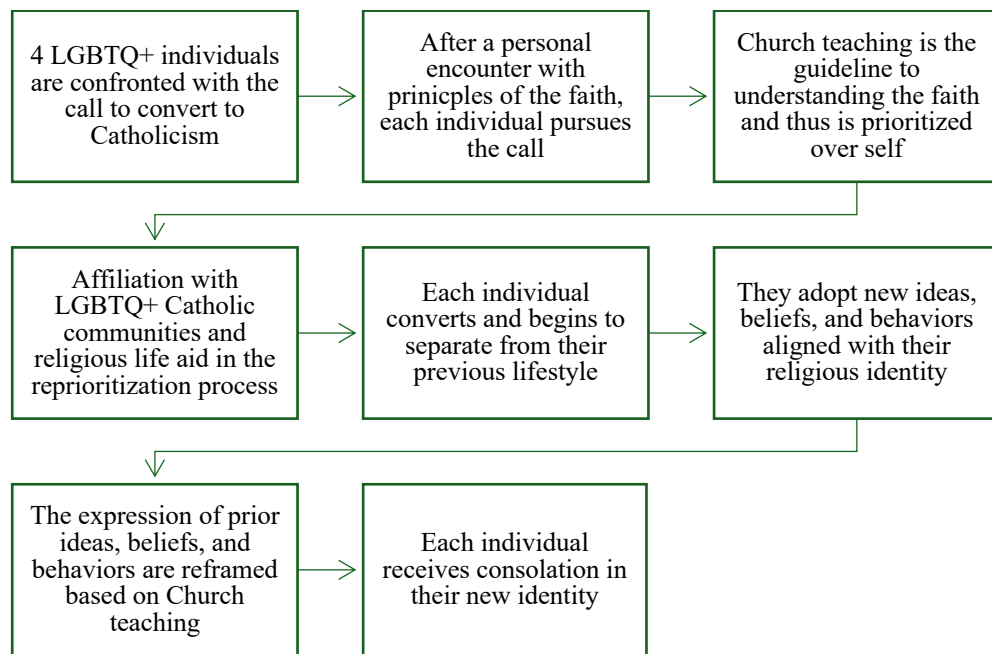 4 LGBTQ+ individuals
are confronted with
the call to convert to
Catholicism
After a personal
encounter with
prinicples of the faith,
each individual pursues
the call
Church teaching is the
guideline to
understanding the faith
and thus is prioritized
over self
Affiliation with
LGBTQ+ Catholic
communities and
religious life aid in the
reprioritization process
Each individual
converts and begins to
separate from their
previous lifestyle
They adopt new ideas,
beliefs, and behaviors
aligned with their
religious identity
The expression of prior
ideas, beliefs, and
behaviors are reframed
based on Church
teaching
Each individual
receives consolation in
their new identity